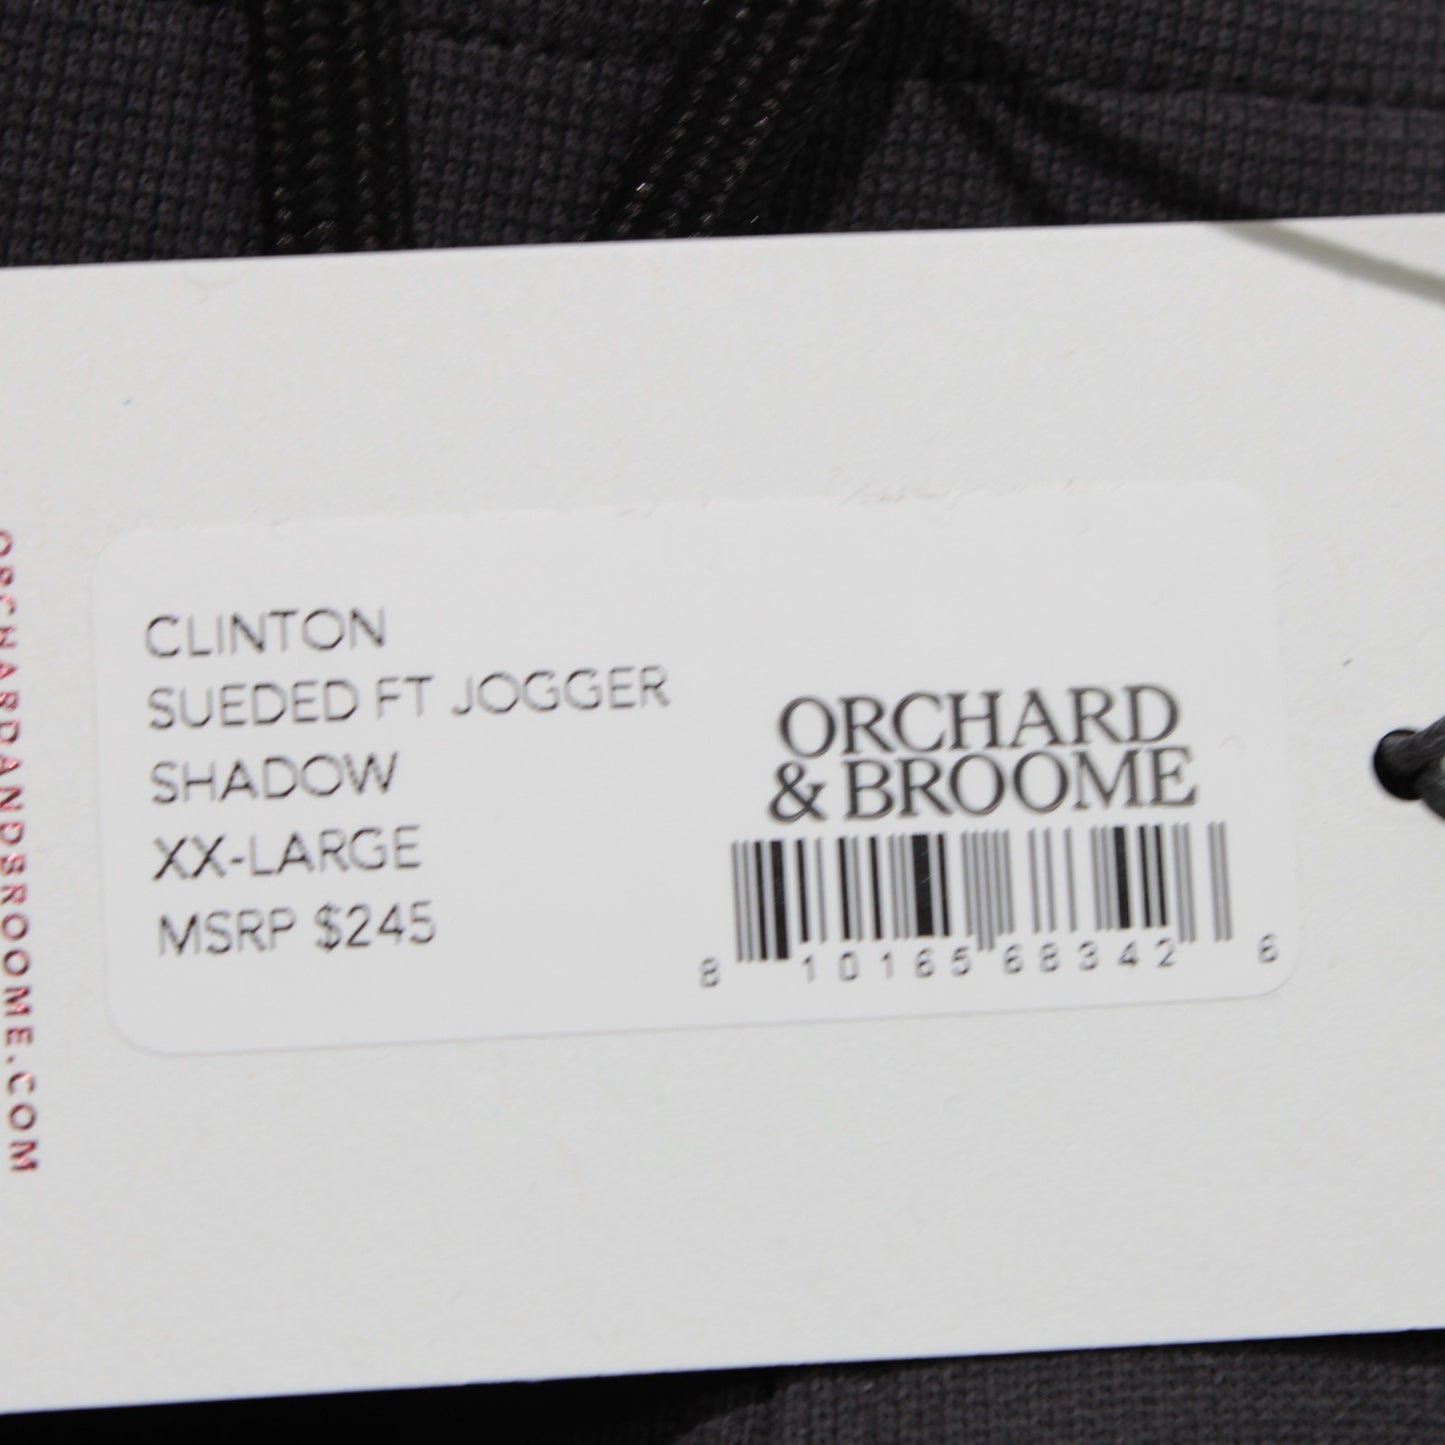 CLINTON
SUEDED FT JOGGER
SHADOW
XX-LARGE
MSRP $245
ORCHARD
& BROOME
8 10165 68342 6
ORCHARDANDBROOME.COM